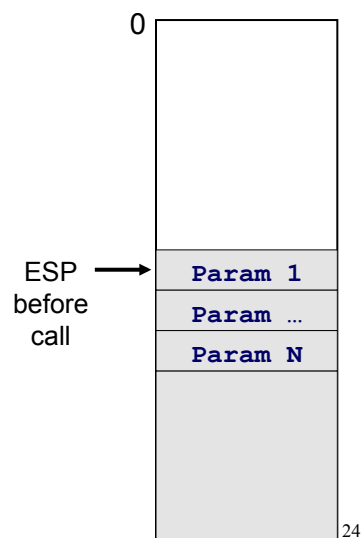 0
ESP
before
call
Param 1
Param …
Param N
24